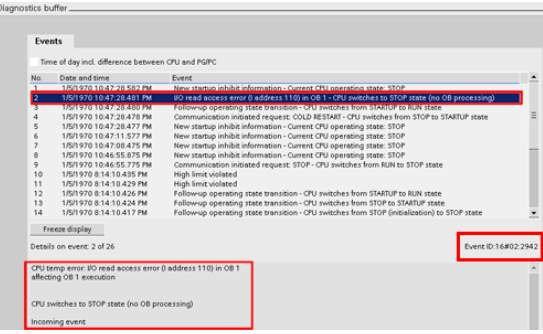 Diagnostics buffer
Events
Time of day incl. difference between CPU and PG/PC
No. Date and time Event
1 1/5/1970 10:47:28.582 PM New startup inhibit information - Current CPU operating state: STOP
2 1/5/1970 10:47:28.481 PM I/O read access error (I address 110) in OB 1 - CPU switches to STOP state (no OB processing)
3 1/5/1970 10:47:28.480 PM Follow-up operating state transition - CPU switches from STARTUP to RUN state
4 1/5/1970 10:47:28.478 PM Communication initiated request: COLD RESTART - CPU switches from STOP to STARTUP state
5 1/5/1970 10:47:28.477 PM New startup inhibit information - Current CPU operating state: STOP
6 1/5/1970 10:47:11.577 PM New startup inhibit information - Current CPU operating state: STOP
7 1/5/1970 10:47:08.475 PM New startup inhibit information - Current CPU operating state: STOP
8 1/5/1970 10:46:55.875 PM New startup inhibit information - Current CPU operating state: STOP
9 1/5/1970 10:46:55.775 PM Communication initiated request: STOP - CPU switches from RUN to STOP state
10 1/5/1970 8:14:10.435 PM High limit violated
11 1/5/1970 8:14:10.429 PM High limit violated
12 1/5/1970 8:14:10.426 PM Follow-up operating state transition - CPU switches from STARTUP to RUN state
13 1/5/1970 8:14:10.424 PM Follow-up operating state transition - CPU switches from STOP to STARTUP state
14 1/5/1970 8:14:10.417 PM Follow-up operating state transition - CPU switches from STOP (initialization) to STOP state
Freeze display
Details on event: 2 of 26 Event ID:16#02:2942
CPU temp error: I/O read access error (I address 110) in OB 1
affecting OB 1 execution
CPU switches to STOP state (no OB processing)
Incoming event